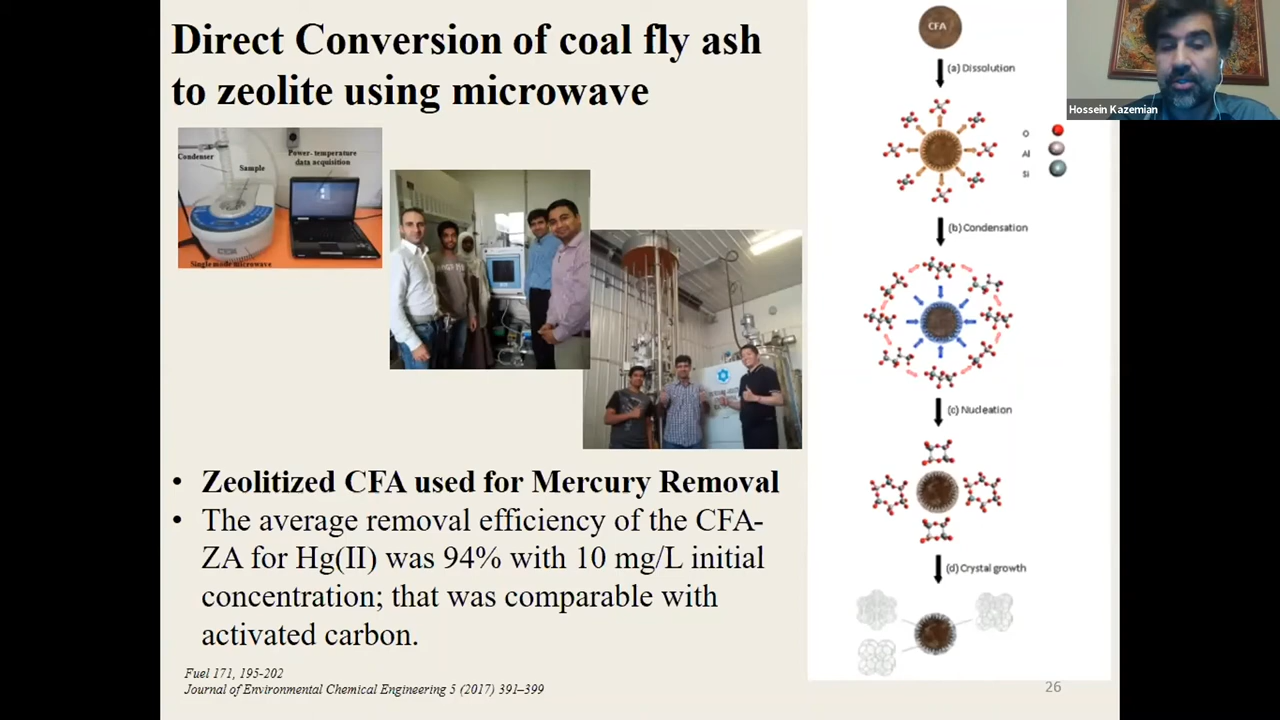 Direct Conversion of coal fly ash
to zeolite using microwave
Condenser
Sample
Power- temperature
data acquisition
Single mode microwave
• Zeolitized CFA used for Mercury Removal
• The average removal efficiency of the CFA-
ZA for Hg(II) was 94% with 10 mg/L initial
concentration; that was comparable with
activated carbon.
Fuel 171, 195-202
Journal of Environmental Chemical Engineering 5 (2017) 391–399
CFA
(a) Dissolution
O
Al
Si
(b) Condensation
(c) Nucleation
(d) Crystal growth
26
Hossein Kazemian